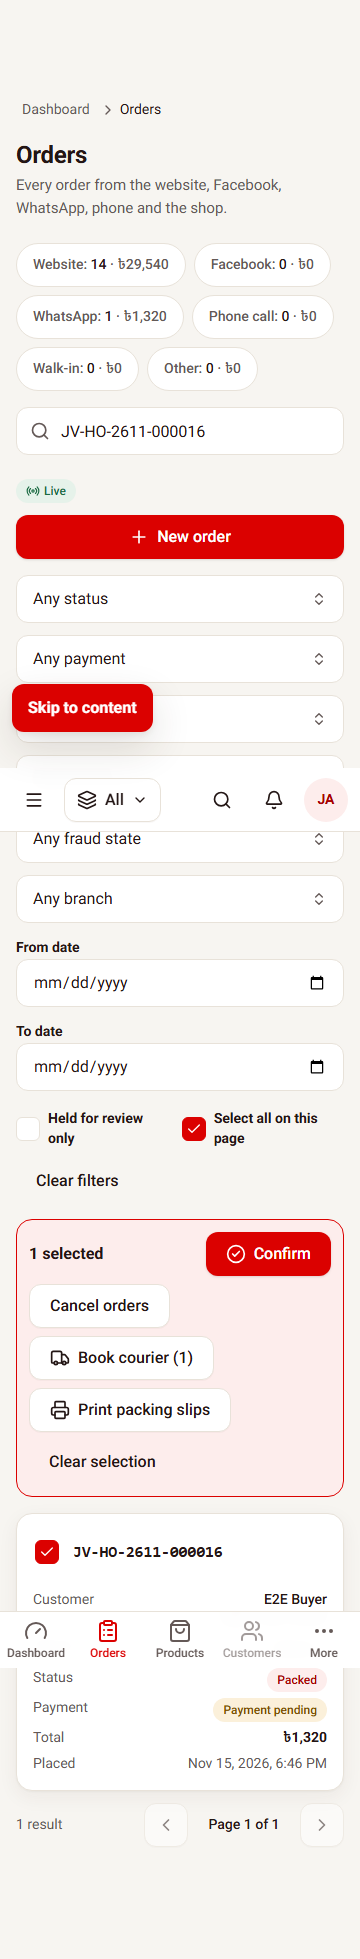 Dashboard > Orders
Orders
Every order from the website, Facebook,
WhatsApp, phone and the shop.
Website: 14 · ৳29,540
Facebook: 0 · ৳0
WhatsApp: 1 · ৳1,320
Phone call: 0 · ৳0
Walk-in: 0 · ৳0
Other: 0 · ৳0
JV-HO-2611-000016
Live
New order
Any status
Any payment
Skip to content
All
JA
Any fraud state
Any branch
From date
mm/dd/yyyy
To date
mm/dd/yyyy
Held for review
only
Select all on this
page
Clear filters
1 selected
Confirm
Cancel orders
Book courier (1)
Print packing slips
Clear selection
JV-HO-2611-000016
Customer E2E Buyer
Dashboard Orders Products Customers More
Status Packed
Payment Payment pending
Total ৳1,320
Placed Nov 15, 2026, 6:46 PM
1 result
Page 1 of 1